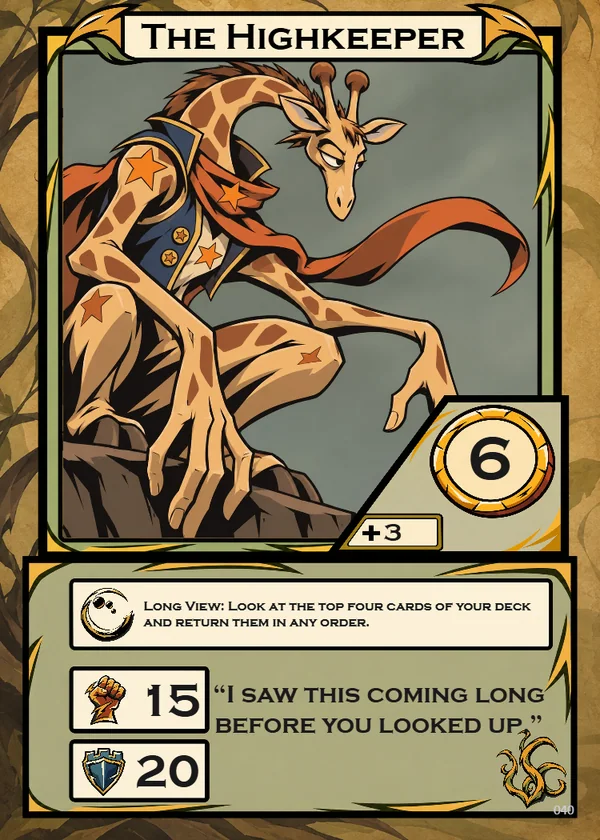 The Highkeeper
6
+3
Long View: Look at the top four cards of your deck
and return them in any order.
15
“I saw this coming long
before you looked up.”
20
040